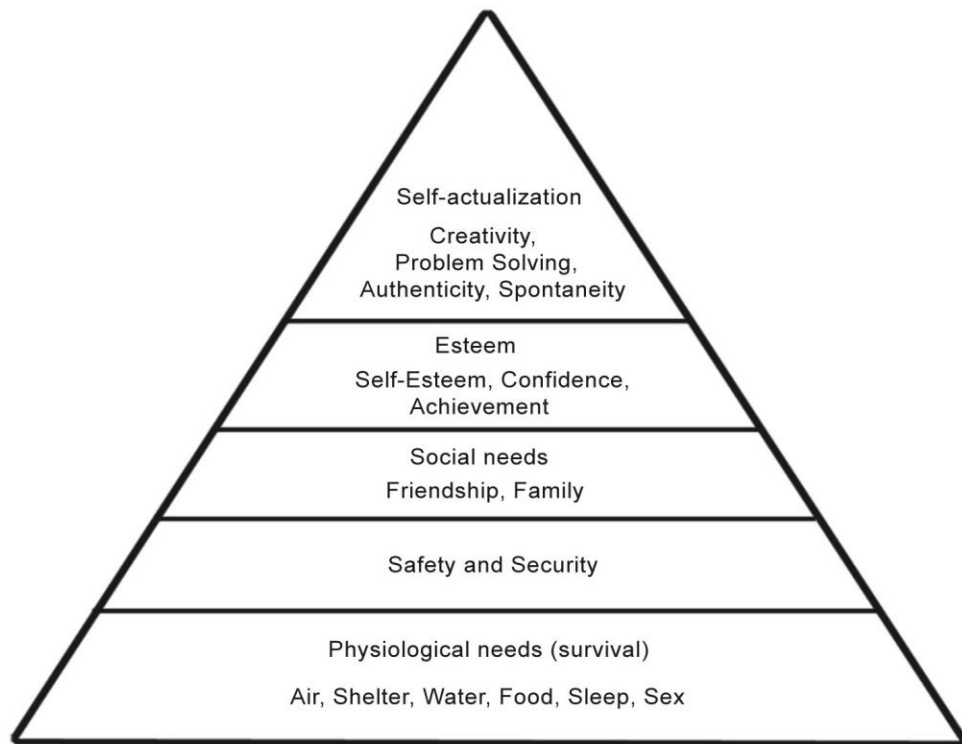 Self-actualization
Creativity,
Problem Solving,
Authenticity, Spontaneity
Esteem
Self-Esteem, Confidence,
Achievement
Social needs
Friendship, Family
Safety and Security
Physiological needs (survival)
Air, Shelter, Water, Food, Sleep, Sex